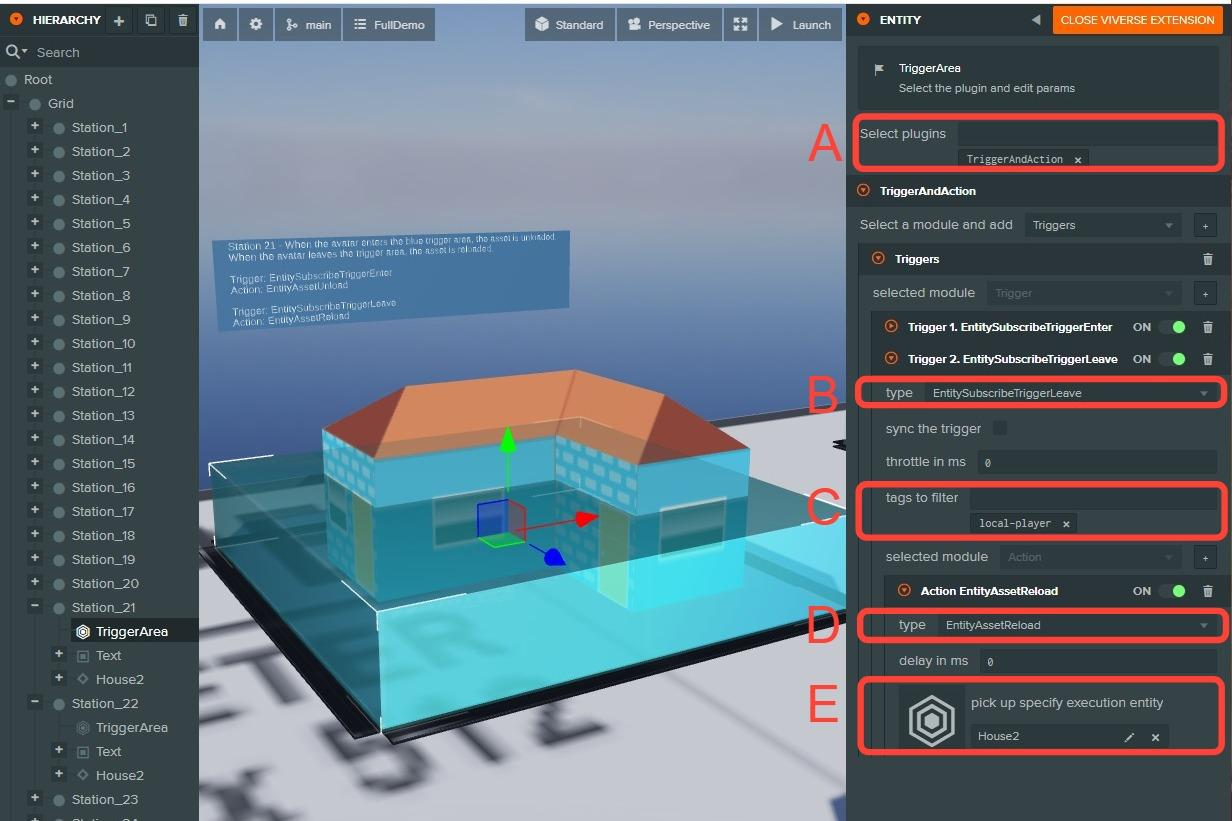 HIERARCHY
Search
Root
Grid
Station_1
Station_2
Station_3
Station_4
Station_5
Station_6
Station_7
Station_8
Station_9
Station_10
Station_11
Station_12
Station_13
Station_14
Station_15
Station_16
Station_17
Station_18
Station_19
Station_20
Station_21
TriggerArea
Text
House2
Station_22
TriggerArea
Text
House2
Station_23
main
FullDemo
Standard
Perspective
Launch
Station 21 - When the avatar enters the blue trigger area, the asset is unloaded.
When the avatar leaves the trigger area, the asset is reloaded.
Trigger: EntitySubscribeTriggerEnter
Action: EntityAssetUnload
Trigger: EntitySubscribeTriggerLeave
Action: EntityAssetReload
ENTITY
CLOSE VIVERSE EXTENSION
TriggerArea
Select the plugin and edit params
A
Select plugins
TriggerAndAction ×
TriggerAndAction
Select a module and add Triggers +
Triggers
selected module Trigger +
Trigger 1. EntitySubscribeTriggerEnter ON
Trigger 2. EntitySubscribeTriggerLeave ON
B
type EntitySubscribeTriggerLeave
sync the trigger
throttle in ms 0
C
tags to filter
local-player ×
selected module Action +
Action EntityAssetReload ON
D
type EntityAssetReload
delay in ms 0
E
pick up specify execution entity
House2 ×